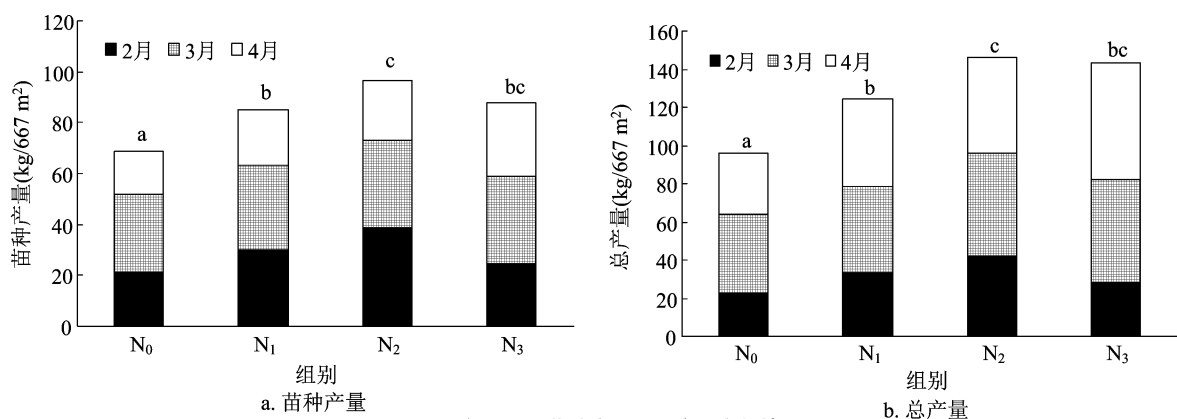 120
100
80
60
40
20
0
苗种产量(kg/667 m²)
2月 3月 4月
a
b
c
bc
N₀ N₁ N₂ N₃
组别
a. 苗种产量
160
140
120
100
80
60
40
20
0
总产量(kg/667 m²)
2月 3月 4月
a
b
c
bc
N₀ N₁ N₂ N₃
组别
b. 总产量